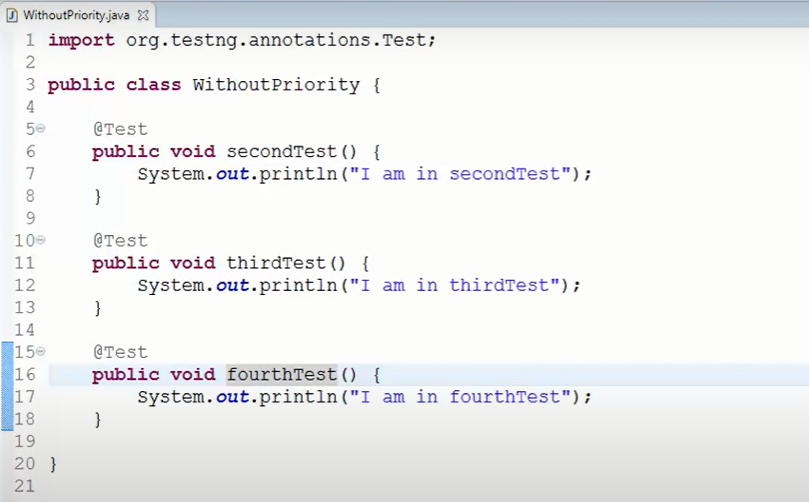 WithoutPriority.java
1 import org.testng.annotations.Test;
2
3 public class WithoutPriority {
4
5 @Test
6 public void secondTest() {
7 System.out.println("I am in secondTest");
8 }
9
10 @Test
11 public void thirdTest() {
12 System.out.println("I am in thirdTest");
13 }
14
15 @Test
16 public void fourthTest() {
17 System.out.println("I am in fourthTest");
18 }
19
20 }
21